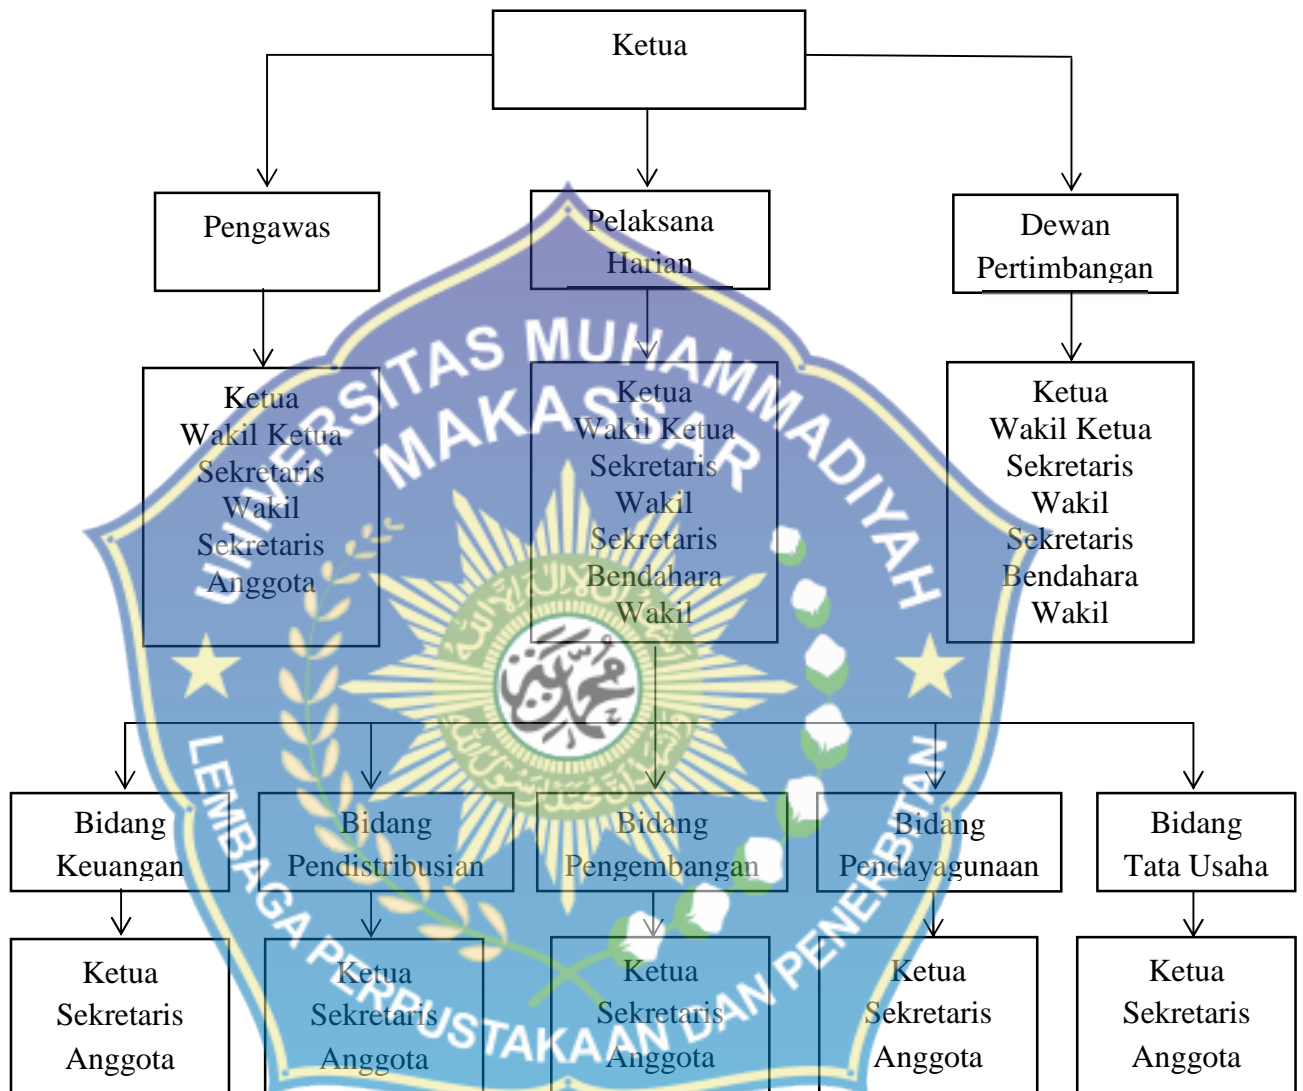 Ketua
Pengawas
Pelaksana
Harian
Dewan
Pertimbangan
Ketua
Wakil Ketua
Sekretaris
Wakil
Sekretaris
Anggota
Ketua
Wakil Ketua
Sekretaris
Wakil
Sekretaris
Bendahara
Wakil
Ketua
Wakil Ketua
Sekretaris
Wakil
Sekretaris
Bendahara
Wakil
UNIVERSITAS MUHAMMADIYAH
MAKASSAR
محمد
LEMBAGA PERPUSTAKAAN DAN PENERBITAN
Bidang
Keuangan
Bidang
Pendistribusian
Bidang
Pengembangan
Bidang
Pendayagunaan
Bidang
Tata Usaha
Ketua
Sekretaris
Anggota
Ketua
Sekretaris
Anggota
Ketua
Sekretaris
Anggota
Ketua
Sekretaris
Anggota
Ketua
Sekretaris
Anggota